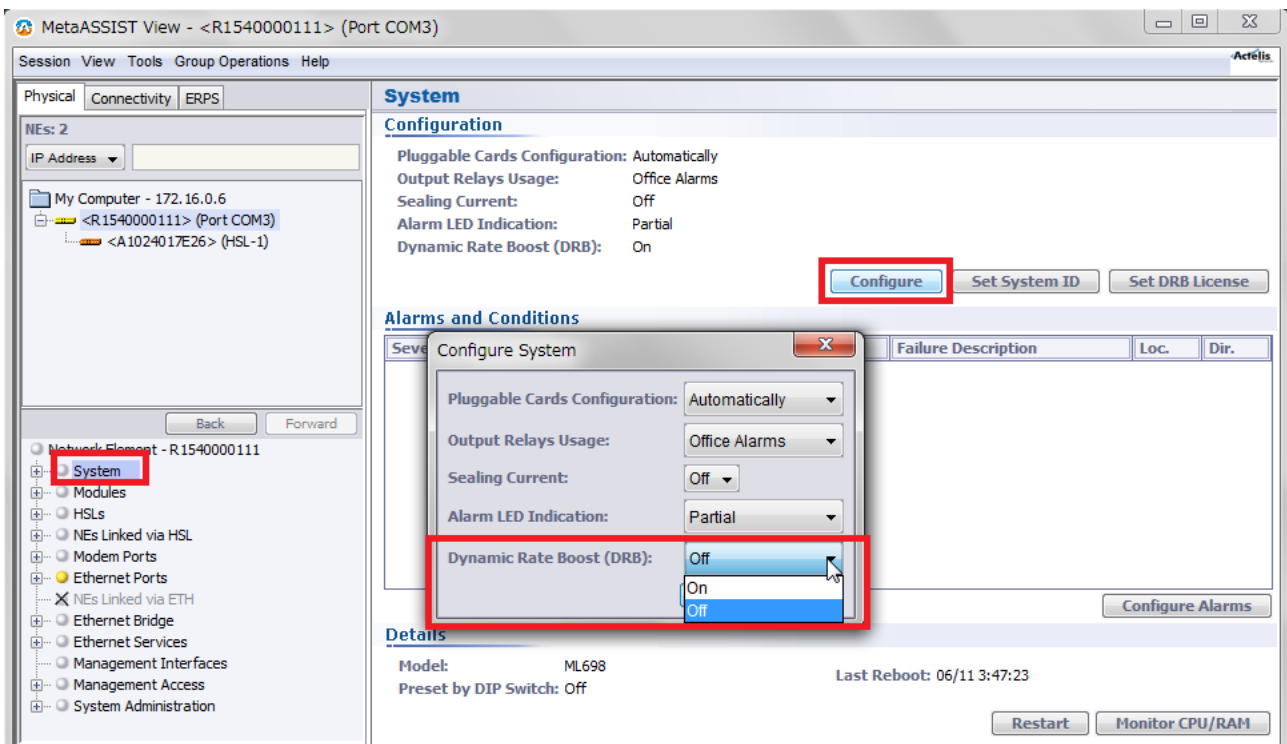 MetaASSIST View - <R1540000111> (Port COM3)
Session View Tools Group Operations Help
Actelis
Physical Connectivity ERPS
NEs: 2
IP Address
My Computer - 172.16.0.6
<R1540000111> (Port COM3)
<A1024017E26> (HSL-1)
Back Forward
Network Element - R1540000111
System
Modules
HSLs
NEs Linked via HSL
Modem Ports
Ethernet Ports
NEs Linked via ETH
Ethernet Bridge
Ethernet Services
Management Interfaces
Management Access
System Administration
System
Configuration
Pluggable Cards Configuration: Automatically
Output Relays Usage: Office Alarms
Sealing Current: Off
Alarm LED Indication: Partial
Dynamic Rate Boost (DRB): On
Configure Set System ID Set DRB License
Alarms and Conditions
Seve Failure Description Loc. Dir.
Configure System
Pluggable Cards Configuration: Automatically
Output Relays Usage: Office Alarms
Sealing Current: Off
Alarm LED Indication: Partial
Dynamic Rate Boost (DRB): Off
On
Off
Configure Alarms
Details
Model: ML698
Preset by DIP Switch: Off
Last Reboot: 06/11 3:47:23
Restart Monitor CPU/RAM